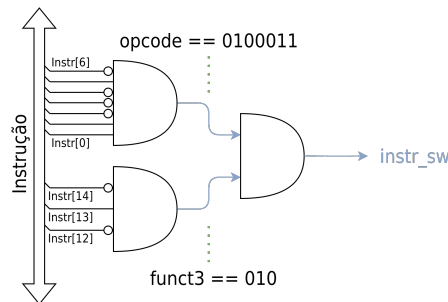 opcode == 0100011
Instr[6]
Instr[0]
Instrução
instr_sw
Instr[14]
Instr[13]
Instr[12]
funct3 == 010